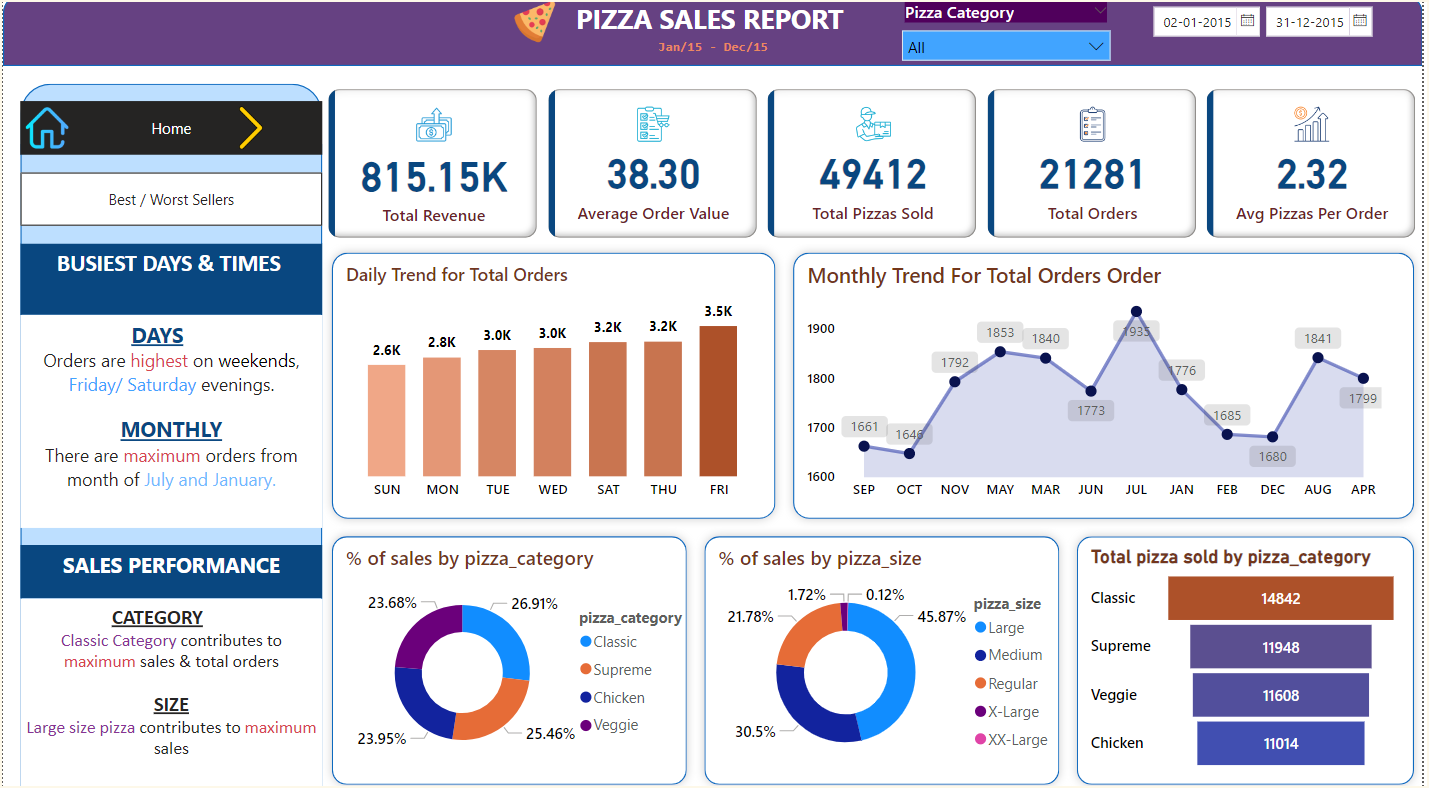 PIZZA SALES REPORT
Jan/15 - Dec/15
Pizza Category
All
02-01-2015
31-12-2015
Home
Best / Worst Sellers
BUSIEST DAYS & TIMES
DAYS
Orders are highest on weekends,
Friday/ Saturday evenings.
MONTHLY
There are maximum orders from
month of July and January.
SALES PERFORMANCE
CATEGORY
Classic Category contributes to
maximum sales & total orders
SIZE
Large size pizza contributes to maximum
sales
815.15K
Total Revenue
38.30
Average Order Value
49412
Total Pizzas Sold
21281
Total Orders
2.32
Avg Pizzas Per Order
Daily Trend for Total Orders
2.6K
2.8K
3.0K
3.0K
3.2K
3.2K
3.5K
SUN
MON
TUE
WED
SAT
THU
FRI
Monthly Trend For Total Orders Order
1900
1800
1700
1600
1661
1646
1792
1853
1840
1773
1935
1776
1685
1680
1841
1799
SEP
OCT
NOV
MAY
MAR
JUN
JUL
JAN
FEB
DEC
AUG
APR
% of sales by pizza_category
23.68%
26.91%
23.95%
25.46%
pizza_category
Classic
Supreme
Chicken
Veggie
% of sales by pizza_size
1.72%
0.12%
21.78%
45.87%
30.5%
pizza_size
Large
Medium
Regular
X-Large
XX-Large
Total pizza sold by pizza_category
Classic
14842
Supreme
11948
Veggie
11608
Chicken
11014